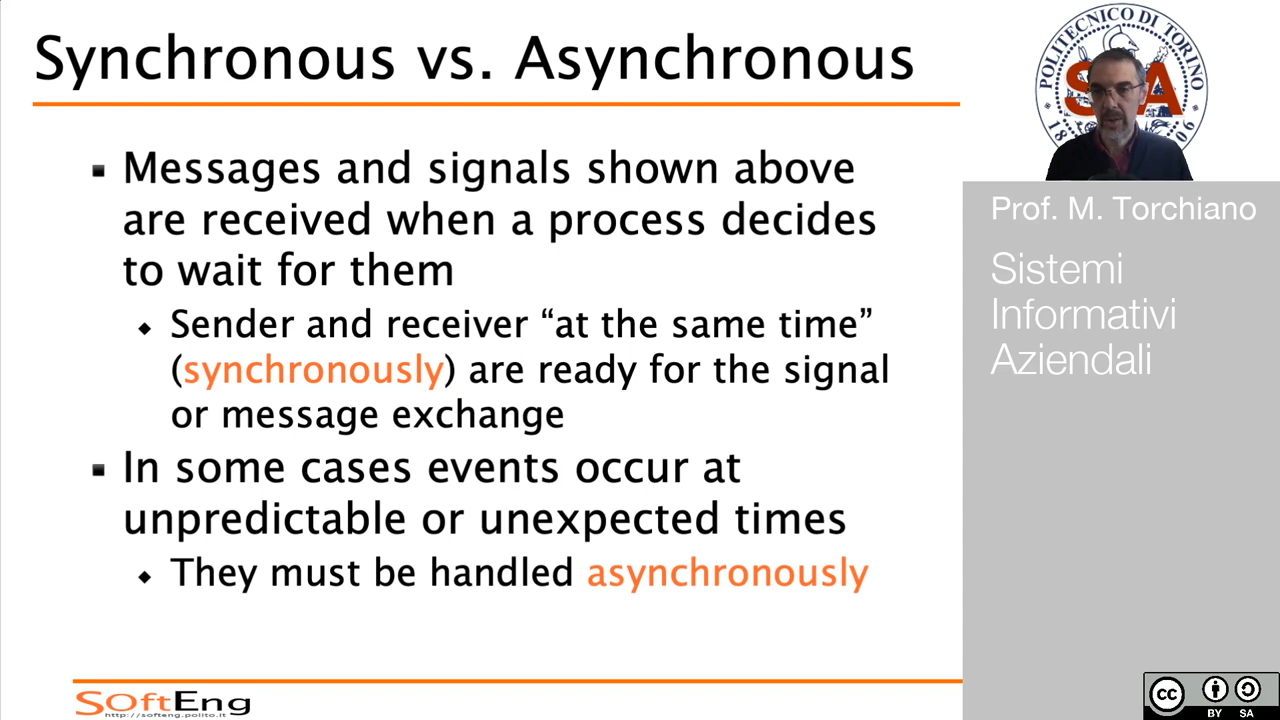 Synchronous vs. Asynchronous
Messages and signals shown above
are received when a process decides
to wait for them
Sender and receiver “at the same time”
(synchronously) are ready for the signal
or message exchange
In some cases events occur at
unpredictable or unexpected times
They must be handled asynchronously
SOftEng
http://softeng.polito.it
POLITECNICO DI TORINO
Prof. M. Torchiano
Sistemi
Informativi
Aziendali
cc
BY SA